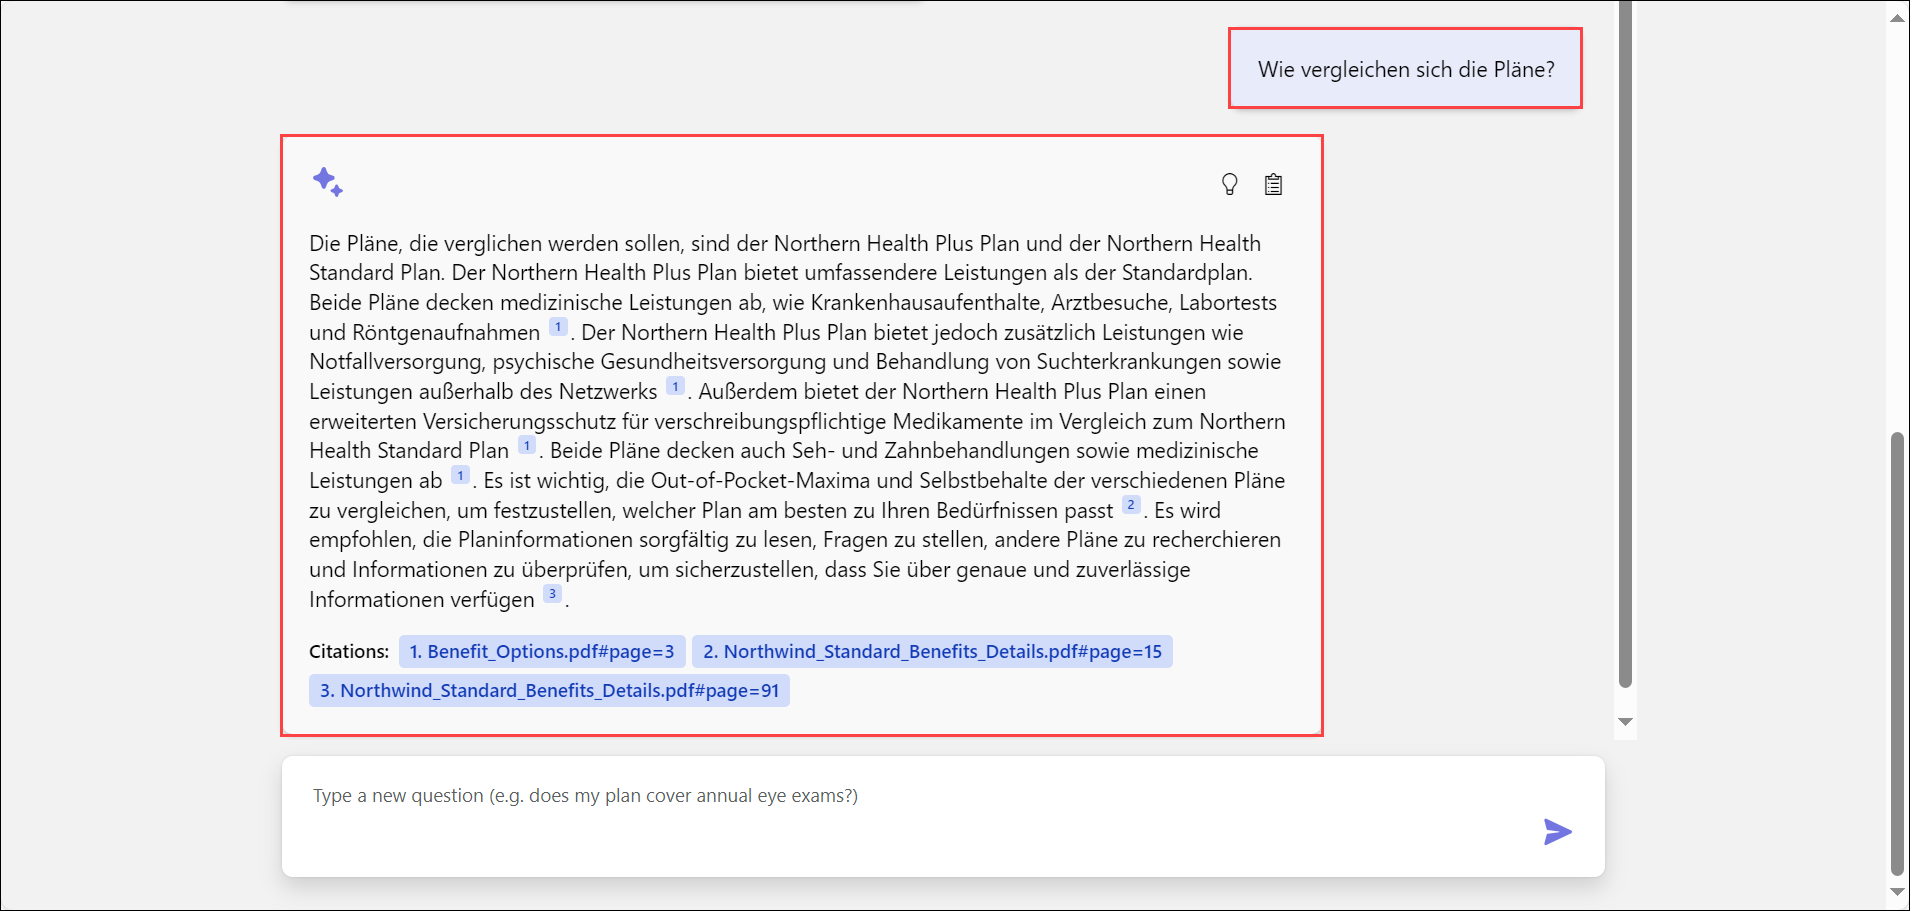 Wie vergleichen sich die Pläne?
Die Pläne, die verglichen werden sollen, sind der Northern Health Plus Plan und der Northern Health
Standard Plan. Der Northern Health Plus Plan bietet umfassendere Leistungen als der Standardplan.
Beide Pläne decken medizinische Leistungen ab, wie Krankenhausaufenthalte, Arztbesuche, Labortests
und Röntgenaufnahmen 1 . Der Northern Health Plus Plan bietet jedoch zusätzlich Leistungen wie
Notfallversorgung, psychische Gesundheitsversorgung und Behandlung von Suchterkrankungen sowie
Leistungen außerhalb des Netzwerks 1 . Außerdem bietet der Northern Health Plus Plan einen
erweiterten Versicherungsschutz für verschreibungspflichtige Medikamente im Vergleich zum Northern
Health Standard Plan 1 . Beide Pläne decken auch Seh- und Zahnbehandlungen sowie medizinische
Leistungen ab 1 . Es ist wichtig, die Out-of-Pocket-Maxima und Selbstbehalte der verschiedenen Pläne
zu vergleichen, um festzustellen, welcher Plan am besten zu Ihren Bedürfnissen passt 2 . Es wird
empfohlen, die Planinformationen sorgfältig zu lesen, Fragen zu stellen, andere Pläne zu recherchieren
und Informationen zu überprüfen, um sicherzustellen, dass Sie über genaue und zuverlässige
Informationen verfügen 3 .
Citations: 1. Benefit_Options.pdf#page=3 2. Northwind_Standard_Benefits_Details.pdf#page=15
3. Northwind_Standard_Benefits_Details.pdf#page=91
Type a new question (e.g. does my plan cover annual eye exams?)